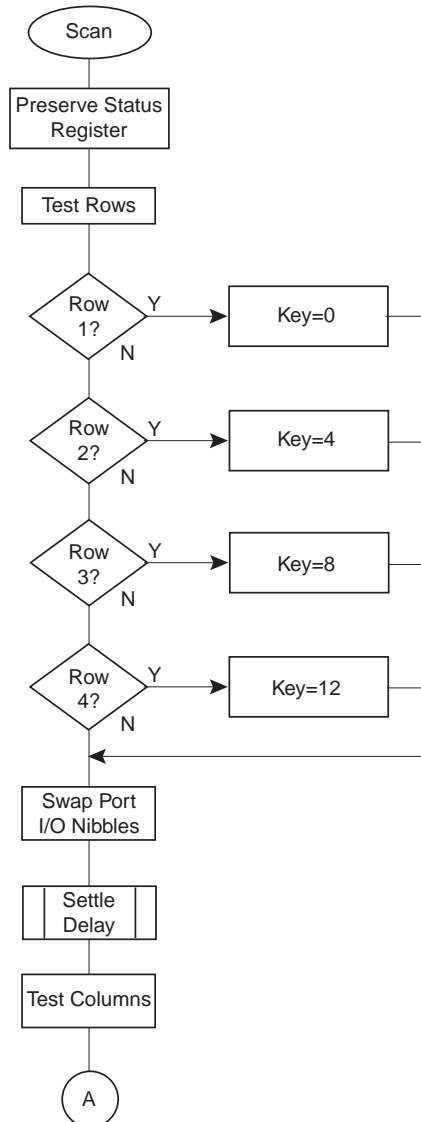 Scan
Preserve Status
Register
Test Rows
Row
1?
Y
N
Key=0
Row
2?
Y
N
Key=4
Row
3?
Y
N
Key=8
Row
4?
Y
N
Key=12
Swap Port
I/O Nibbles
Settle
Delay
Test Columns
A